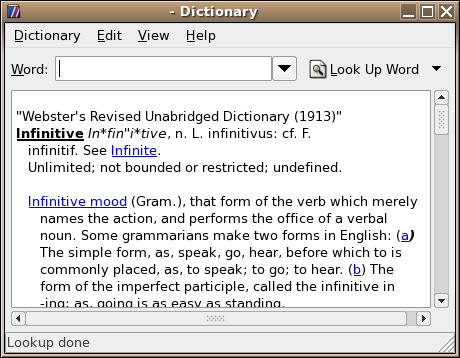 - Dictionary
Dictionary Edit View Help
Word: Look Up Word
"Webster's Revised Unabridged Dictionary (1913)"
Infinitive In*fin"i*tive, n. L. infinitivus: cf. F.
infinitif. See Infinite.
Unlimited; not bounded or restricted; undefined.
Infinitive mood (Gram.), that form of the verb which merely
names the action, and performs the office of a verbal
noun. Some grammarians make two forms in English: (a)
The simple form, as, speak, go, hear, before which to is
commonly placed, as, to speak; to go; to hear. (b) The
form of the imperfect participle, called the infinitive in
-ing; as, going is as easy as standing.
Lookup done